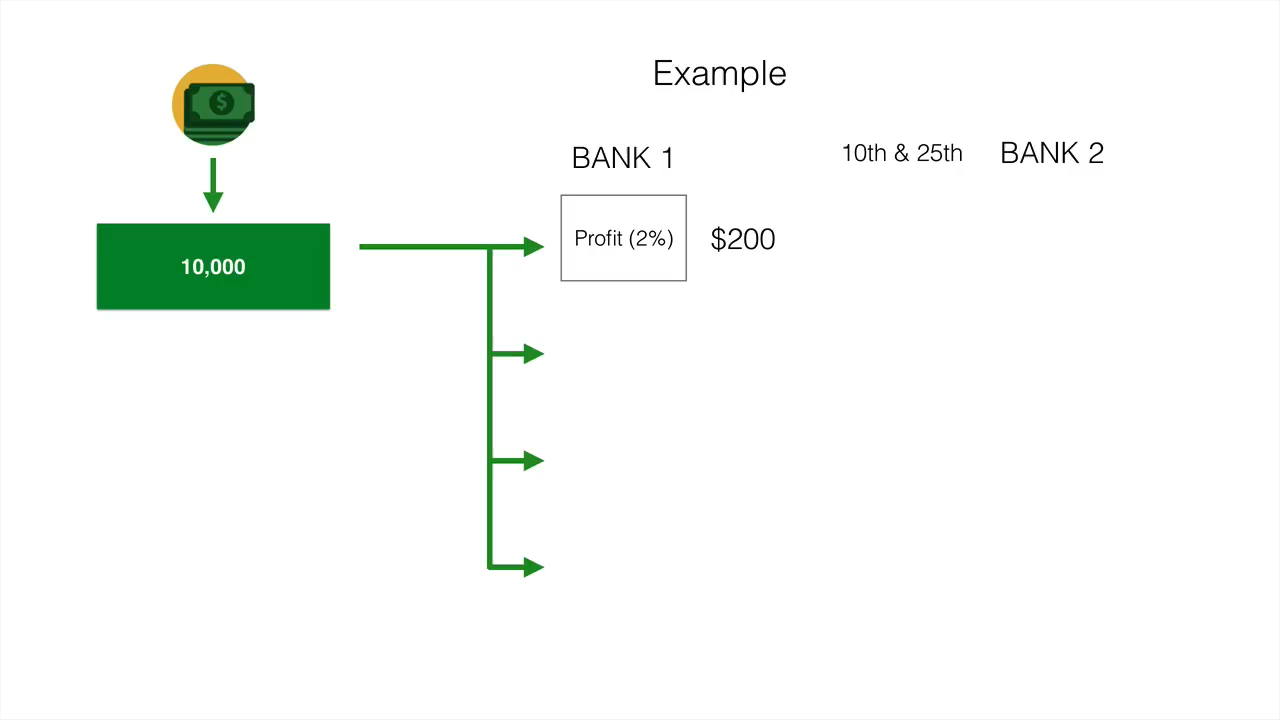 Example
BANK 1
10th & 25th
BANK 2
$
10,000
Profit (2%)
$200